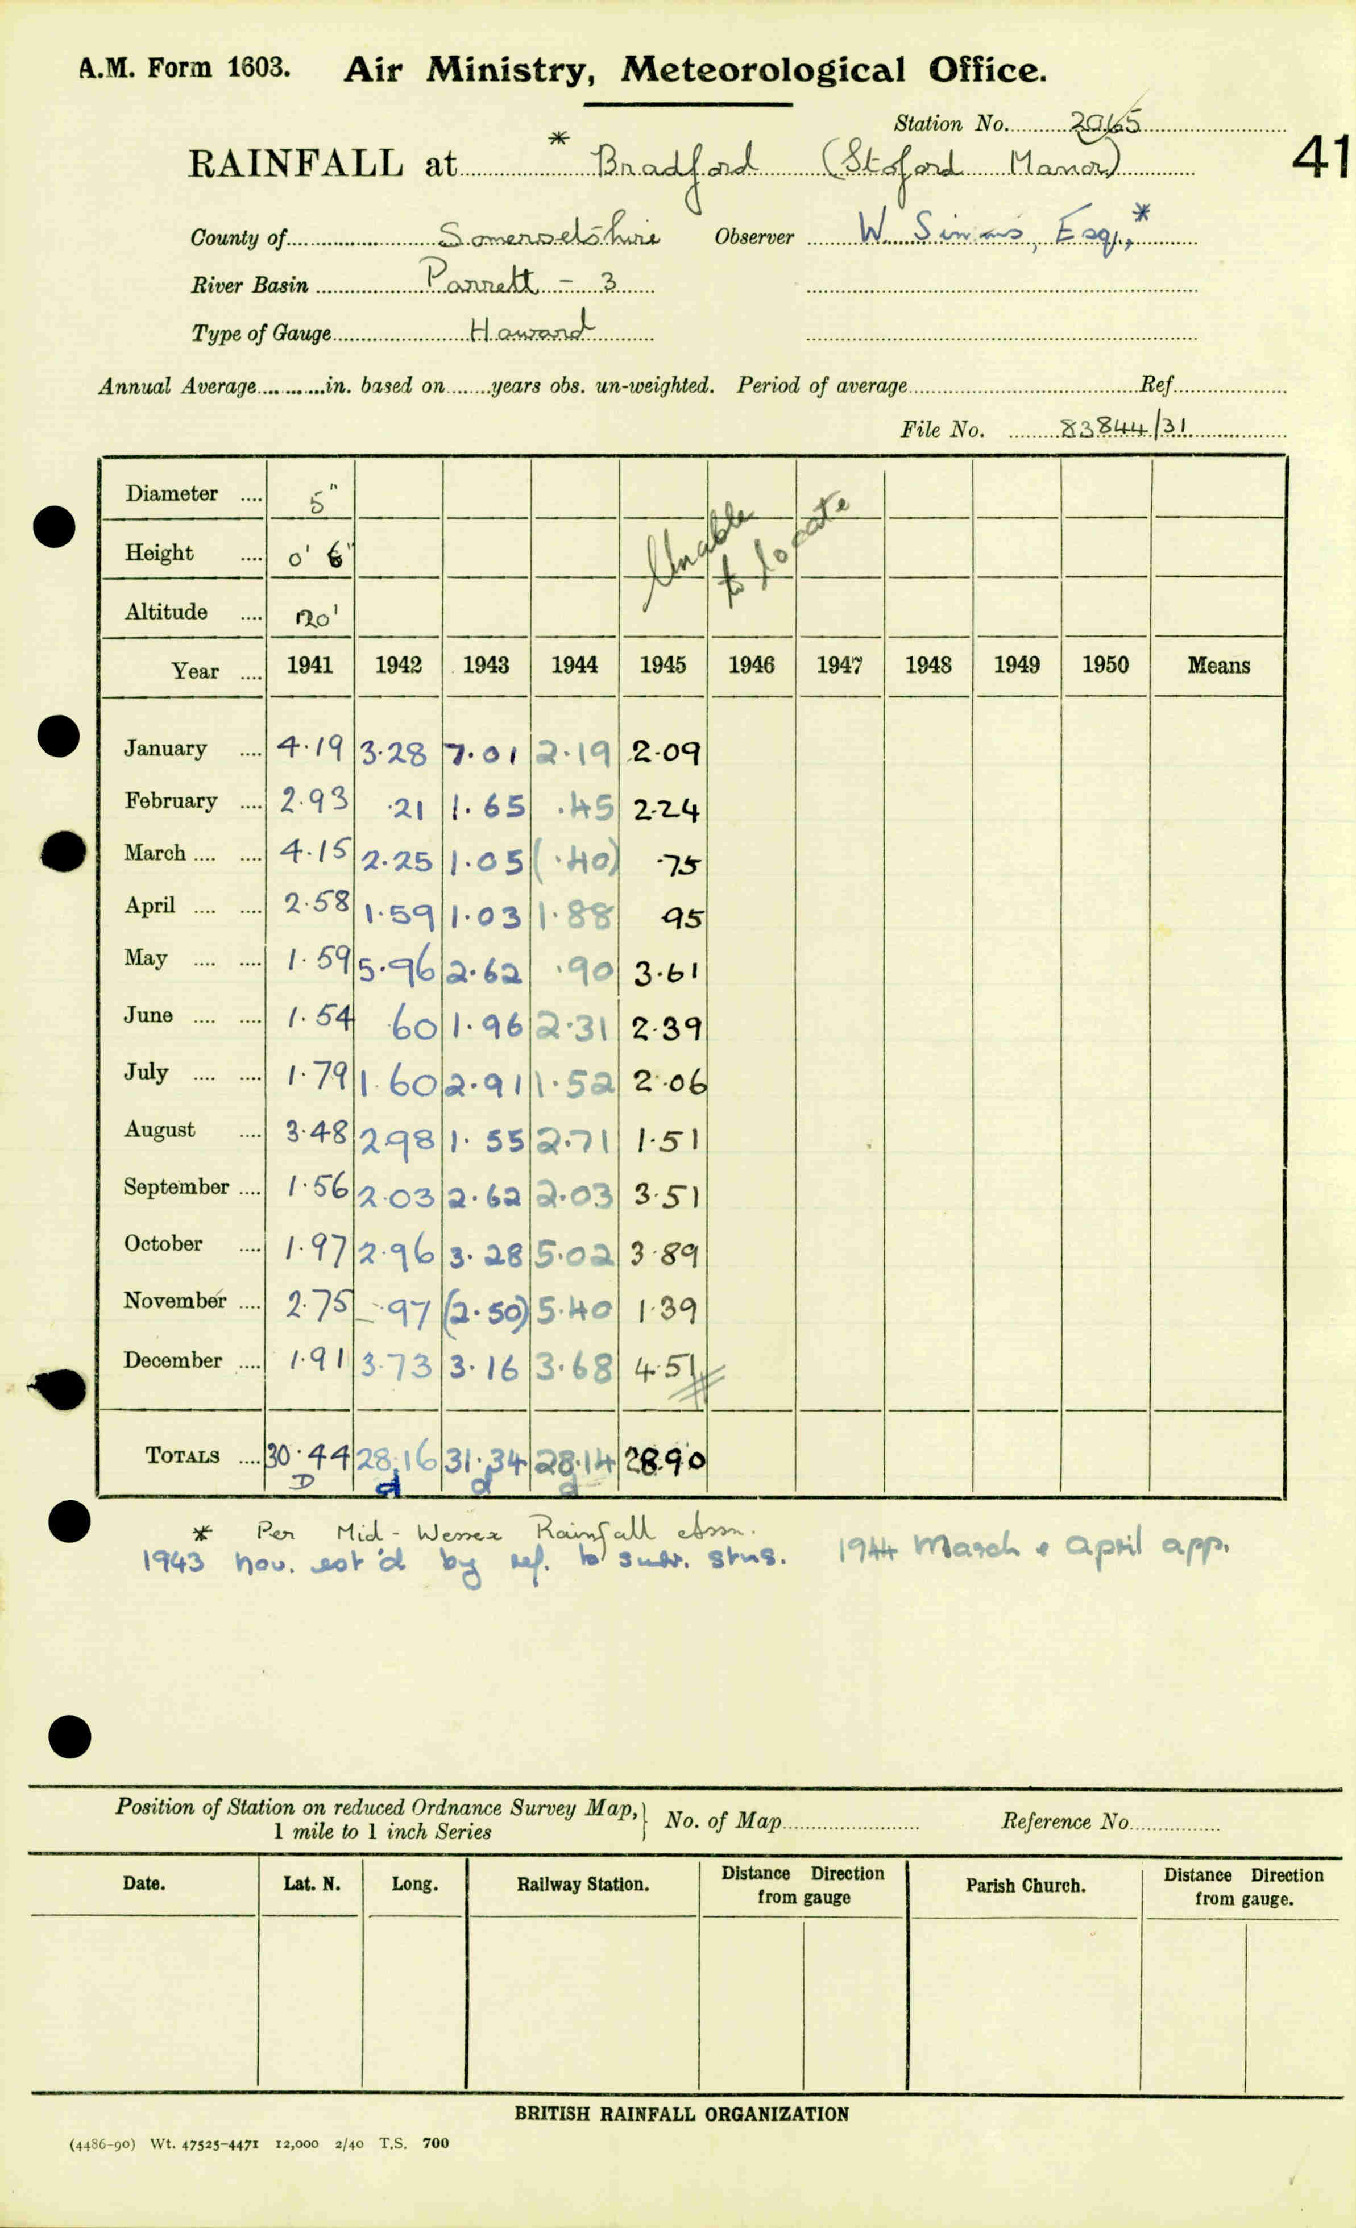 A.M. Form 1603. Air Ministry, Meteorological Office.
Station No. 2965
41
RAINFALL at * Bradford (Stoford Manor)
County of Somersetshire Observer W. Simms, Esq., *
River Basin Parrett - 3
Type of Gauge Howard
Annual Average in. based on years obs. un-weighted. Period of average Ref.
File No. 83844/31
Diameter 5"
Height 0' 6"
Unable to locate
Altitude 120'
Year 1941 1942 1943 1944 1945 1946 1947 1948 1949 1950 Means
January 4.19 3.28 7.01 2.19 2.09
February 2.93 .21 1.65 .45 2.24
March 4.15 2.25 1.05 (.40) .75
April 2.58 1.59 1.03 1.88 .95
May 1.59 5.96 2.62 .90 3.61
June 1.54 .60 1.96 2.31 2.39
July 1.79 1.60 2.91 1.52 2.06
August 3.48 2.98 1.55 2.71 1.51
September 1.56 2.03 2.62 2.03 3.51
October 1.97 2.96 3.28 5.02 3.89
November 2.75 .97 (2.50) 5.40 1.39
December 1.91 3.73 3.16 3.68 4.51
TOTALS 30.44 28.16 31.34 28.14 28.90
D d d d
* Per Mid-Wessex Rainfall Assn.
1943 Nov. est'd by ref. to surr. stns. 1944 March & April app.
Position of Station on reduced Ordnance Survey Map, 1 mile to 1 inch Series No. of Map Reference No.
Date. Lat. N. Long. Railway Station. Distance Direction from gauge Parish Church. Distance Direction from gauge.
BRITISH RAINFALL ORGANIZATION
(4486-90) Wt. 47525-4471 12,000 2/40 T.S. 700